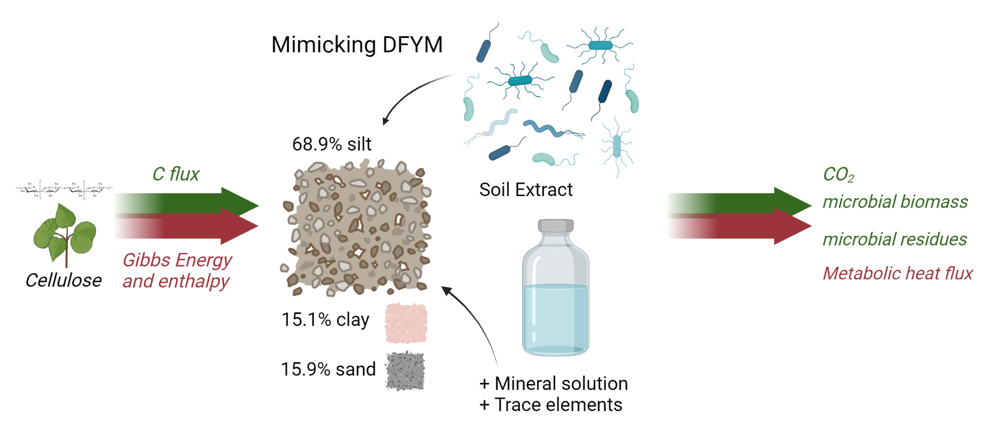 Mimicking DFYM
68.9% silt
C flux
Gibbs Energy
and enthalpy
Cellulose
15.1% clay
15.9% sand
Soil Extract
+ Mineral solution
+ Trace elements
CO₂
microbial biomass
microbial residues
Metabolic heat flux